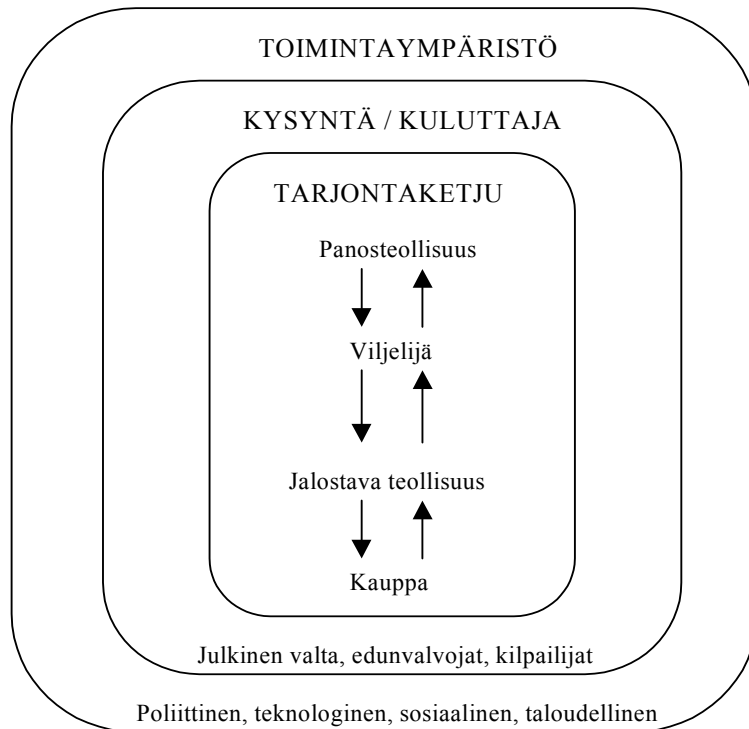 TOIMINTAYMPÄRISTÖ
KYSYNTÄ / KULUTTAJA
TARJONTAKETJU
Panosteollisuus
Viljelijä
Jalostava teollisuus
Kauppa
Julkinen valta, edunvalvojat, kilpailijat
Poliittinen, teknologinen, sosiaalinen, taloudellinen